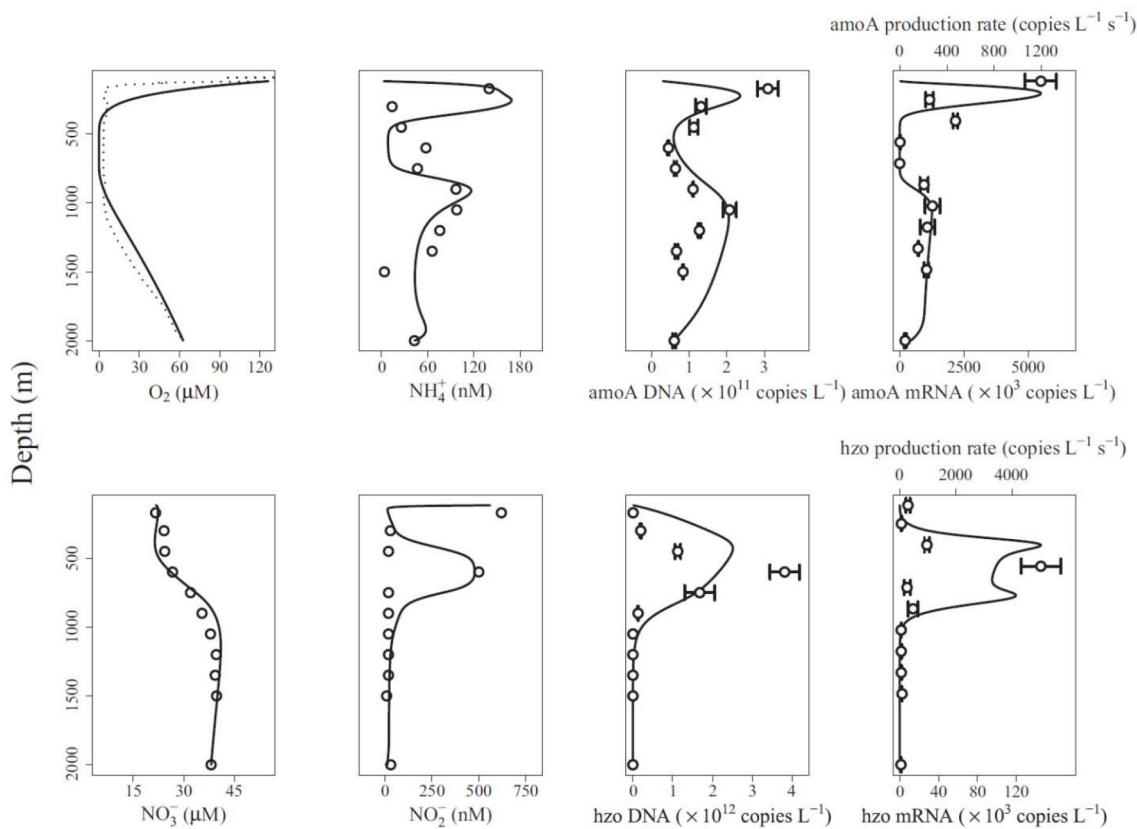 amoA production rate (copies L⁻¹ s⁻¹)
0 400 800 1200
500
1000
1500
2000
0 30 60 90 120
0 60 120 180
0 1 2 3
0 2500 5000
O₂ (μM)
NH₄⁺ (nM)
amoA DNA (×10¹¹ copies L⁻¹)
amoA mRNA (×10³ copies L⁻¹)
Depth (m)
hzo production rate (copies L⁻¹ s⁻¹)
0 2000 4000
500
1000
1500
2000
15 30 45
0 250 500 750
0 1 2 3 4
0 40 80 120
NO₃⁻ (μM)
NO₂⁻ (nM)
hzo DNA (×10¹² copies L⁻¹)
hzo mRNA (×10³ copies L⁻¹)